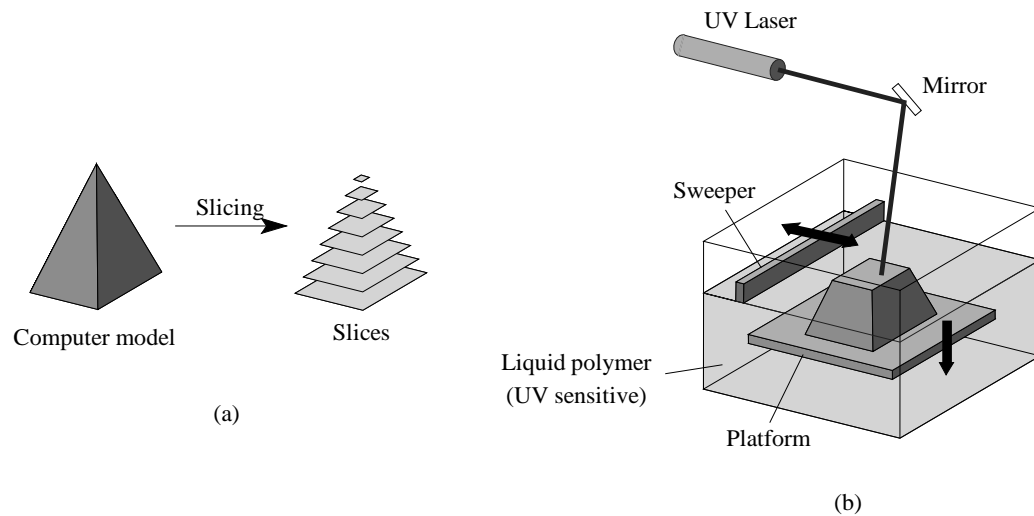 Slicing
Computer model
Slices
(a)
UV Laser
Mirror
Sweeper
Liquid polymer
(UV sensitive)
Platform
(b)